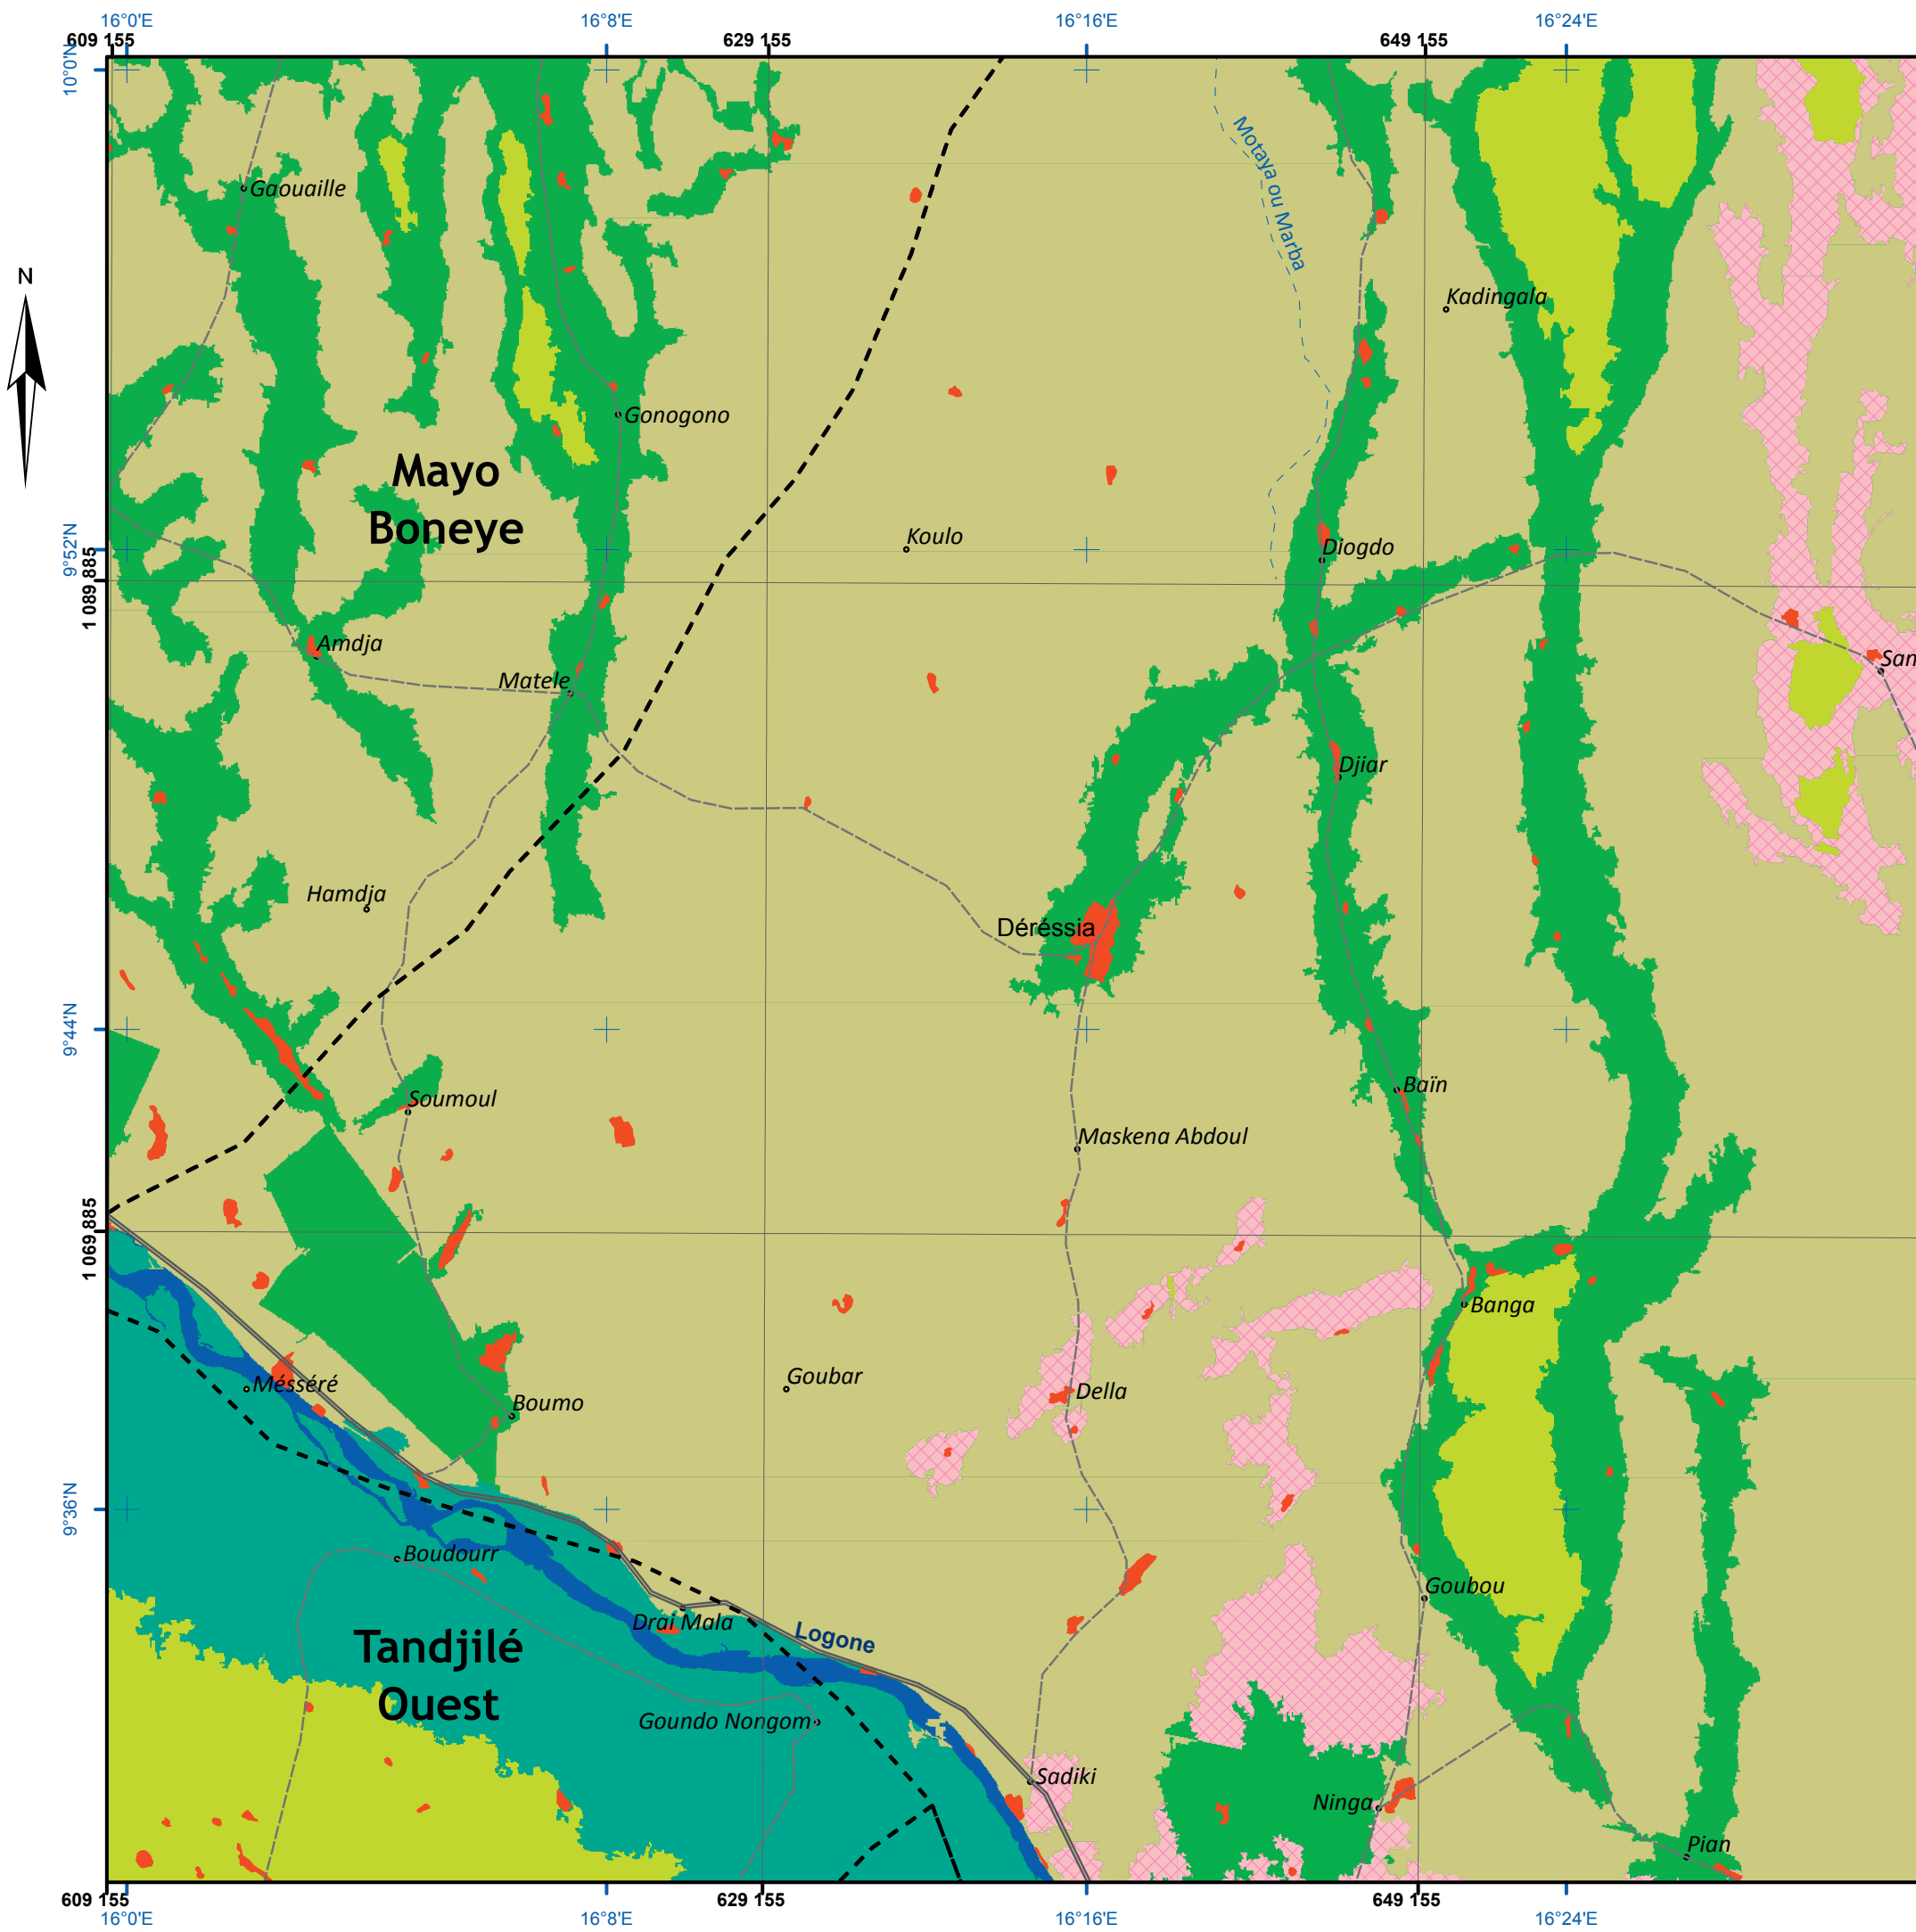 16°0'E 16°8'E 16°16'E 16°24'E
609 155 629 155 649 155
10°0'0"N
Motaya ou Marba
Gaouaille
N
Kadingala
Gonogono
Mayo
Boneye
9°52'N
Koulo
Diogdo
1 089 885
Amdja
San
Matele
Djiar
Hamdja
Déréssia
9°44'N
Baïn
Soumoul
Maskena Abdoul
1 069 885
Banga
Goubar
Mésséré
Della
Boumo
9°36'N
Boudourr
Goubou
Drai Mala
Logone
Tandjilé
Ouest
Goundo Nongom
Sadiki
Ninga
Pian
609 155 629 155 649 155
16°0'E 16°8'E 16°16'E 16°24'E